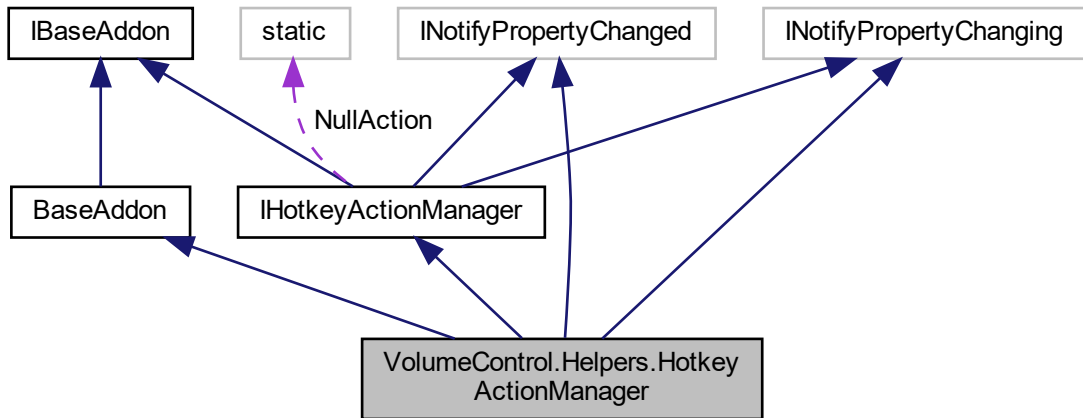 IBaseAddon
static
INotifyPropertyChanged
INotifyPropertyChanging
NullAction
BaseAddon
IHotkeyActionManager
VolumeControl.Helpers.Hotkey
ActionManager